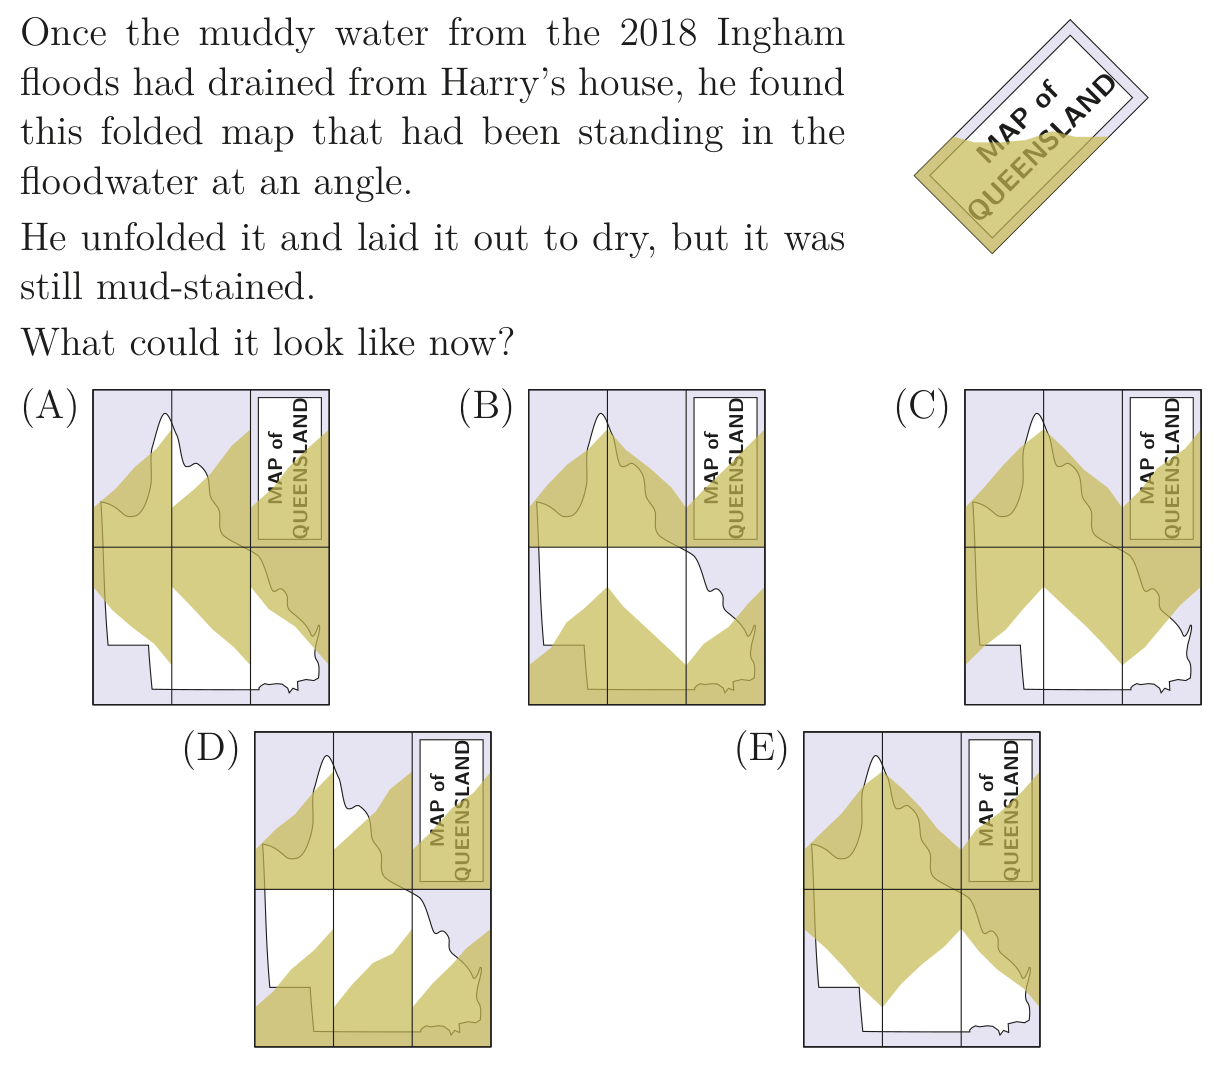 Once the muddy water from the 2018 Ingham
floods had drained from Harry's house, he found
this folded map that had been standing in the
floodwater at an angle.
He unfolded it and laid it out to dry, but it was
still mud-stained.
What could it look like now?
MAP of
QUEENSLAND
(A)
MAP of
QUEENSLAND
(B)
MAP of
QUEENSLAND
(C)
MAP of
QUEENSLAND
(D)
MAP of
QUEENSLAND
(E)
MAP of
QUEENSLAND